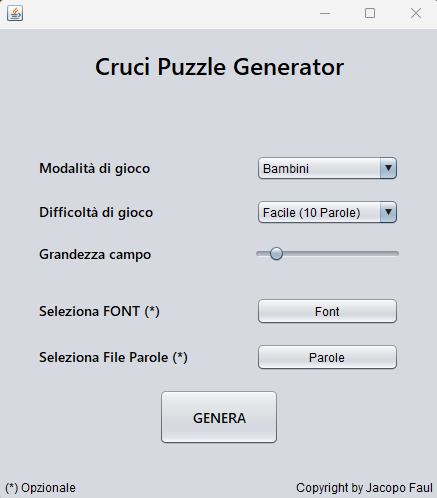 Cruci Puzzle Generator
Modalità di gioco Bambini
Difficoltà di gioco Facile (10 Parole)
Grandezza campo
Seleziona FONT (*) Font
Seleziona File Parole (*) Parole
GENERA
(*) Opzionale Copyright by Jacopo Faul